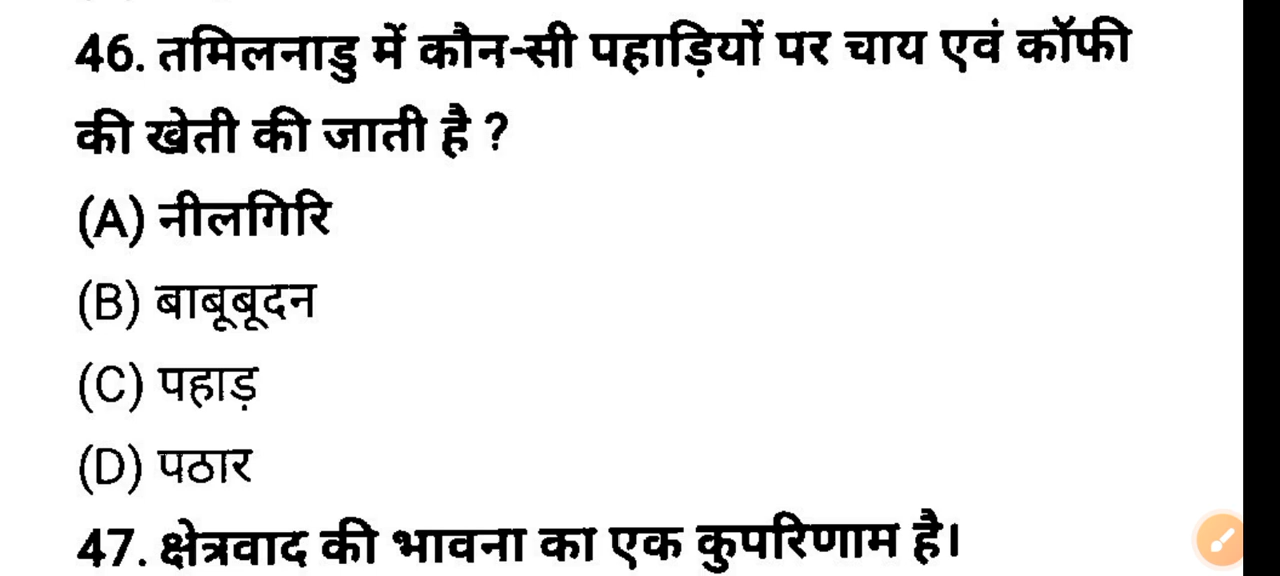 46. तमिलनाडु में कौन-सी पहाड़ियों पर चाय एवं कॉफी
की खेती की जाती है ?
(A) नीलगिरि
(B) बाबूबूदन
(C) पहाड़
(D) पठार
47. क्षेत्रवाद की भावना का एक कुपरिणाम है।